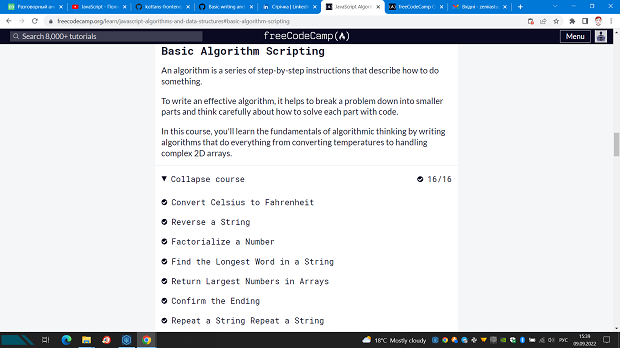 Разговорный ан
JavaScript - По
kottans-frontend
Basic writing and
Стрічка | LinkedIn
JavaScript Algori
freeCodeCamp (
Вхідні - zemiast
freecodecamp.org/learn/javascript-algorithms-and-data-structures#basic-algorithm-scripting
Search 8,000+ tutorials
freeCodeCamp
Menu
Basic Algorithm Scripting
An algorithm is a series of step-by-step instructions that describe how to do
something.
To write an effective algorithm, it helps to break a problem down into smaller
parts and think carefully about how to solve each part with code.
In this course, you'll learn the fundamentals of algorithmic thinking by writing
algorithms that do everything from converting temperatures to handling
complex 2D arrays.
Collapse course
16/16
Convert Celsius to Fahrenheit
Reverse a String
Factorialize a Number
Find the Longest Word in a String
Return Largest Numbers in Arrays
Confirm the Ending
Repeat a String Repeat a String
18°C Mostly cloudy
РУС
15:39
09.09.2022